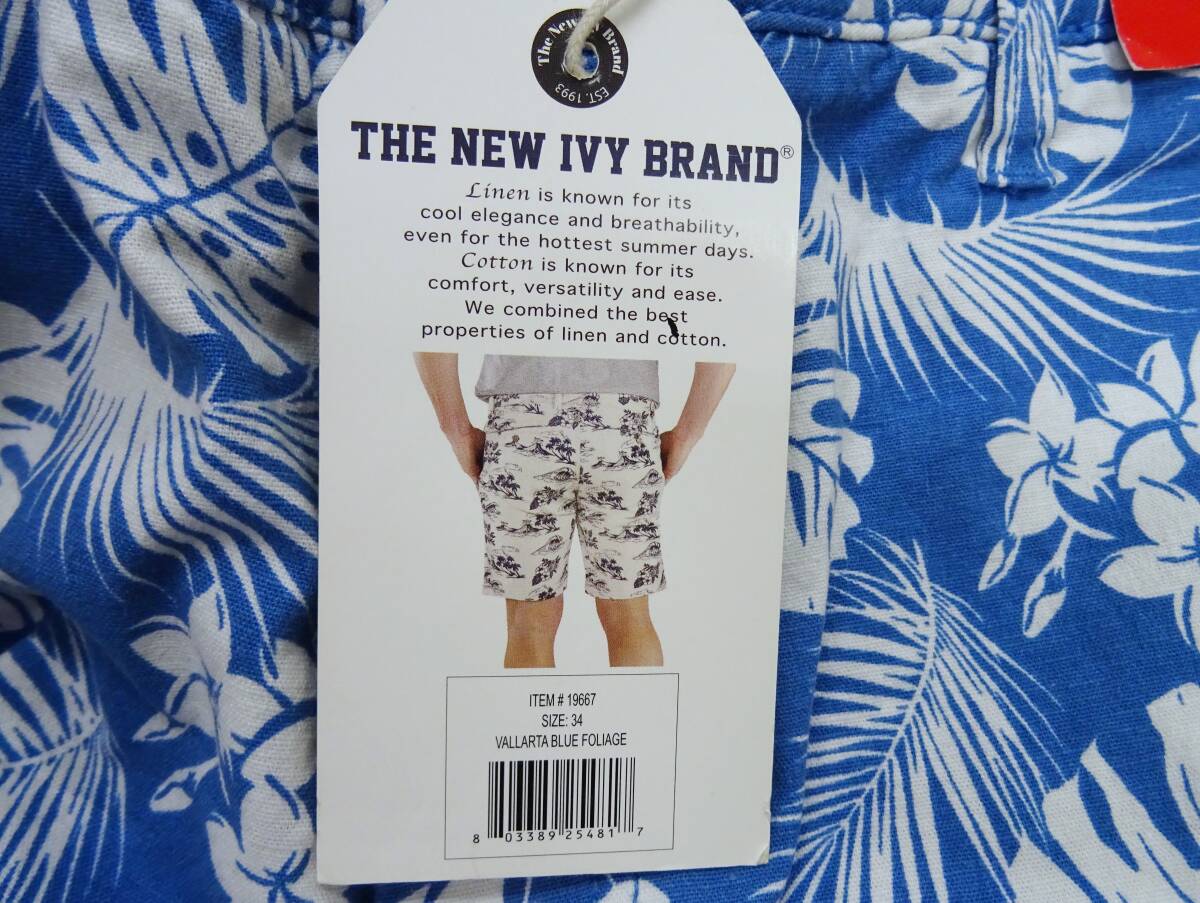 The New Ivy Brand
EST. 1993
THE NEW IVY BRAND®
Linen is known for its
cool elegance and breathability,
even for the hottest summer days.
Cotton is known for its
comfort, versatility and ease.
We combined the best
properties of linen and cotton.
ITEM # 19667
SIZE: 34
VALLARTA BLUE FOLIAGE
8 03389 25481 7